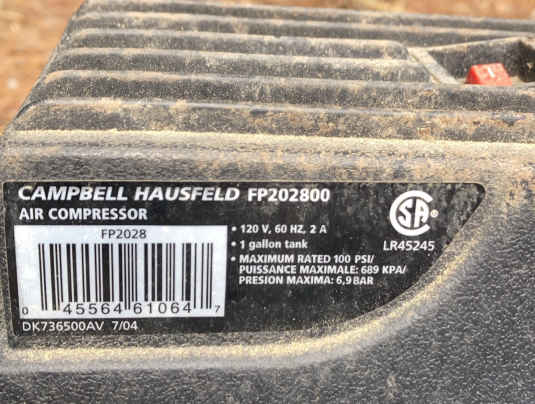 CAMPBELL HAUSFELD FP202800
AIR COMPRESSOR
FP2028
0 45564 61064 7
DK736500AV 7/04
• 120 V, 60 HZ, 2 A
• 1 gallon tank
• MAXIMUM RATED 100 PSI/
PUISSANCE MAXIMALE: 689 KPA/
PRESION MAXIMA: 6,9 BAR
SA®
LR45245